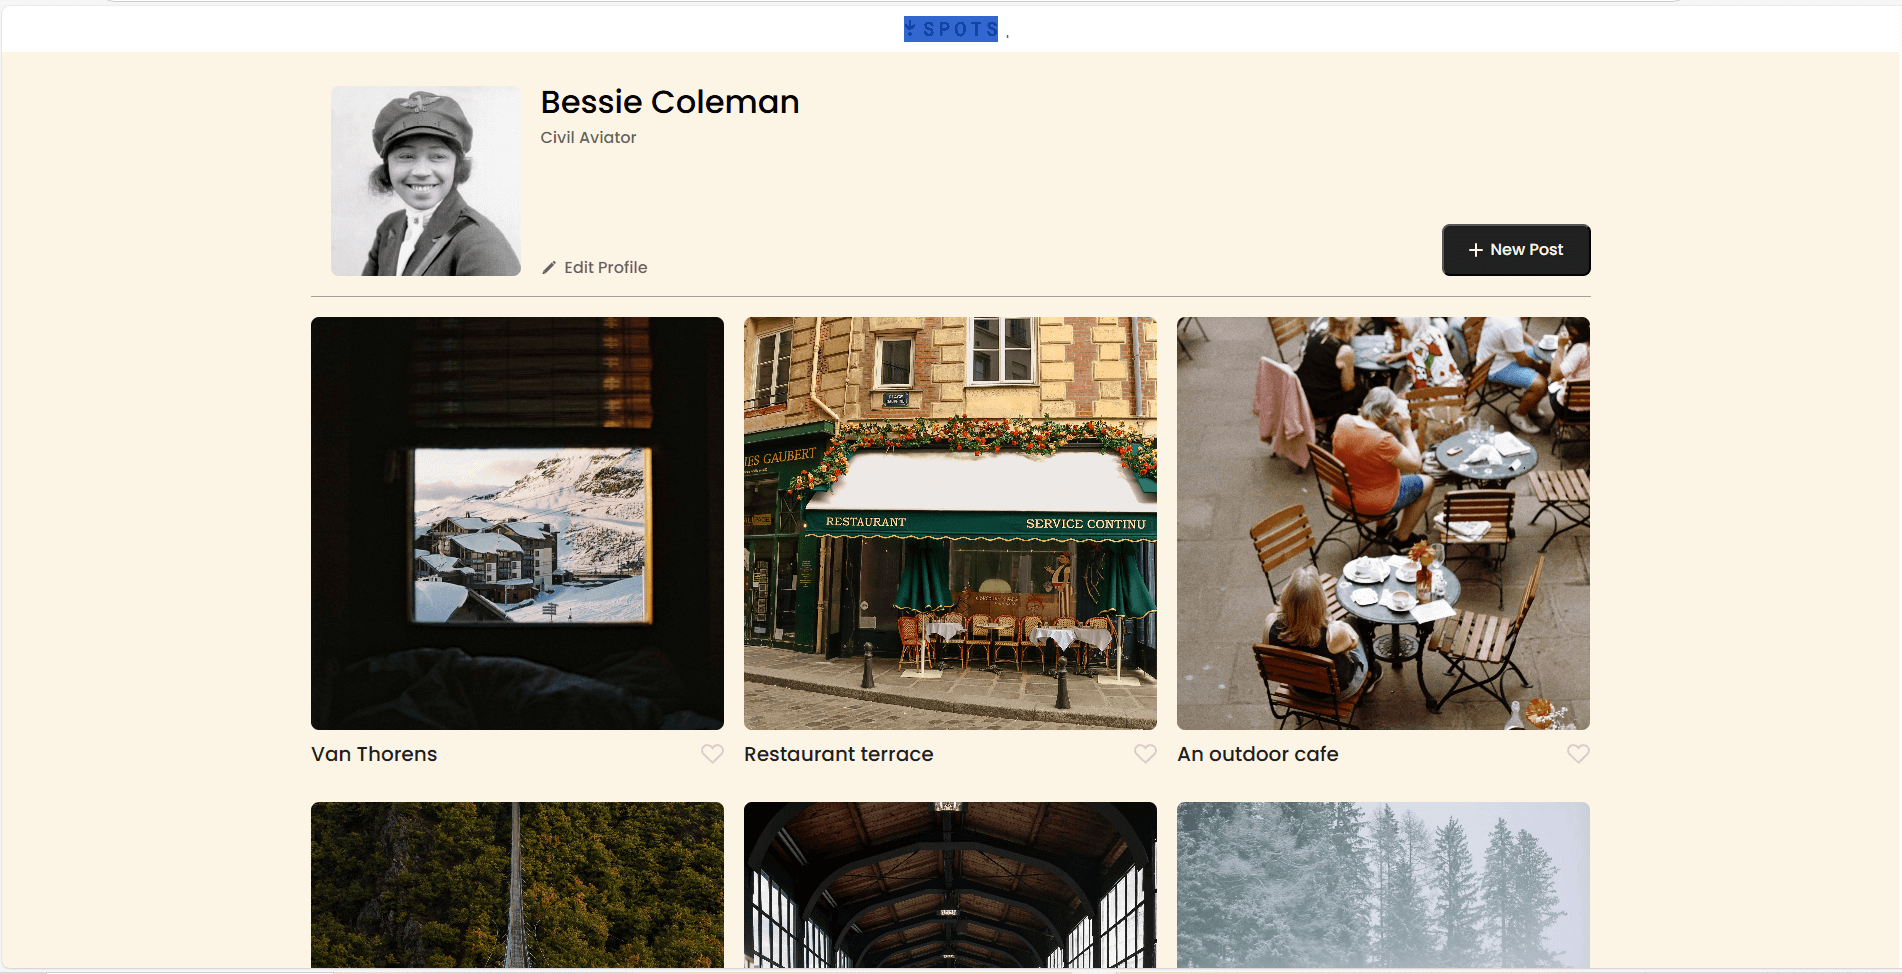 SPOTS
Bessie Coleman
Civil Aviator
Edit Profile
New Post
ES GAUBERT
RESTAURANT
SERVICE CONTINU
Van Thorens
Restaurant terrace
An outdoor cafe